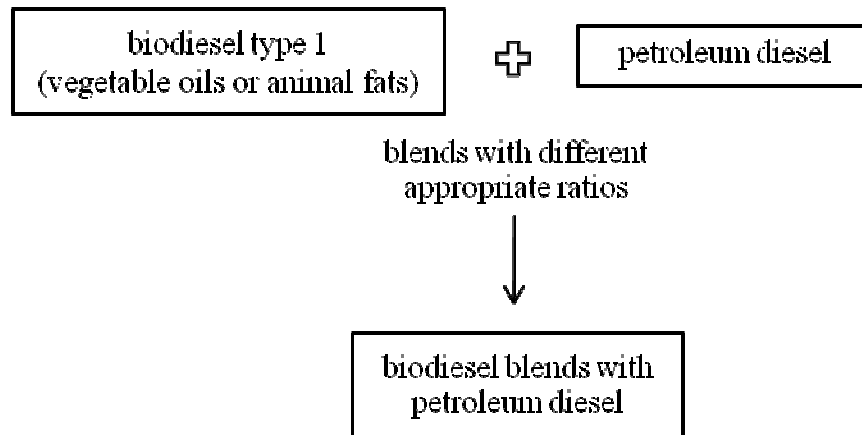 biodiesel type 1
(vegetable oils or animal fats)
petroleum diesel
blends with different
appropriate ratios
biodiesel blends with
petroleum diesel